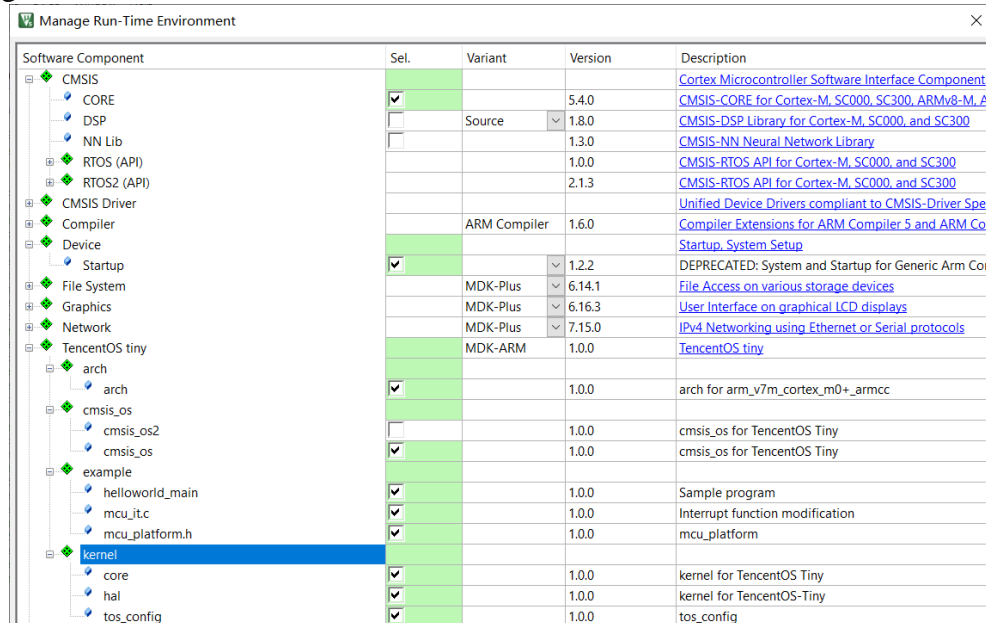 Manage Run-Time Environment
Software Component Sel. Variant Version Description
CMSIS Cortex Microcontroller Software Interface Component
CORE 5.4.0 CMSIS-CORE for Cortex-M, SC000, SC300, ARMv8-M, A
DSP Source 1.8.0 CMSIS-DSP Library for Cortex-M, SC000, and SC300
NN Lib 1.3.0 CMSIS-NN Neural Network Library
RTOS (API) 1.0.0 CMSIS-RTOS API for Cortex-M, SC000, and SC300
RTOS2 (API) 2.1.3 CMSIS-RTOS API for Cortex-M, SC000, and SC300
CMSIS Driver Unified Device Drivers compliant to CMSIS-Driver Spe
Compiler ARM Compiler 1.6.0 Compiler Extensions for ARM Compiler 5 and ARM Co
Device Startup, System Setup
Startup 1.2.2 DEPRECATED: System and Startup for Generic Arm Cor
File System MDK-Plus 6.14.1 File Access on various storage devices
Graphics MDK-Plus 6.16.3 User Interface on graphical LCD displays
Network MDK-Plus 7.15.0 IPv4 Networking using Ethernet or Serial protocols
TencentOS tiny MDK-ARM 1.0.0 TencentOS tiny
arch
arch 1.0.0 arch for arm_v7m_cortex_m0+_armcc
cmsis_os
cmsis_os2 1.0.0 cmsis_os for TencentOS Tiny
cmsis_os 1.0.0 cmsis_os for TencentOS Tiny
example
helloworld_main 1.0.0 Sample program
mcu_it.c 1.0.0 Interrupt function modification
mcu_platform.h 1.0.0 mcu_platform
kernel
core 1.0.0 kernel for TencentOS Tiny
hal 1.0.0 kernel for TencentOS-Tiny
tos_config 1.0.0 tos_config